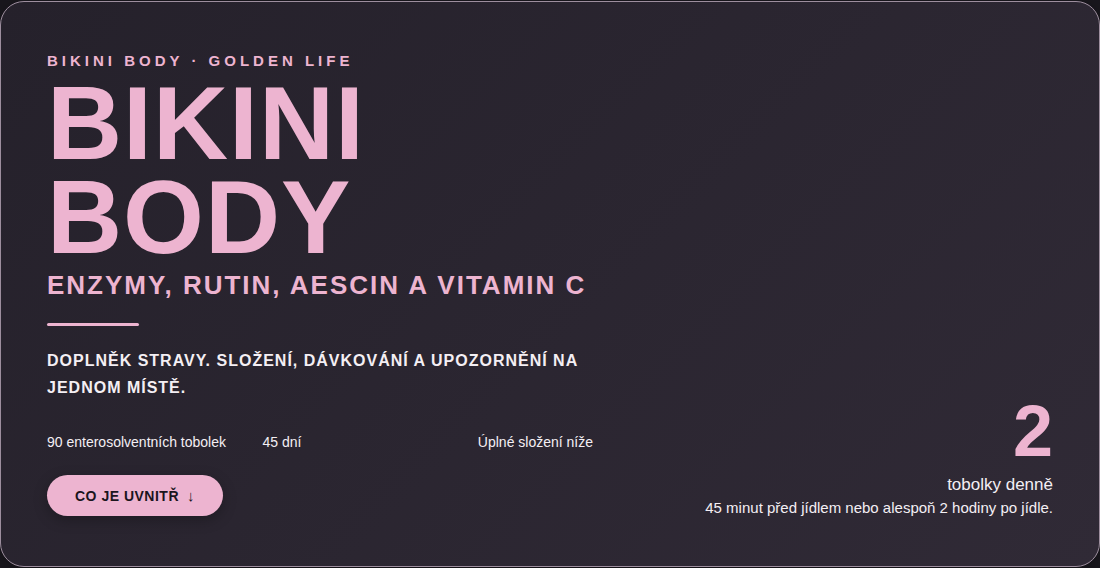 BIKINI BODY · GOLDEN LIFE
BIKINI
BODY
ENZYMY, RUTIN, AESCIN A VITAMIN C
DOPLNĚK STRAVY. SLOŽENÍ, DÁVKOVÁNÍ A UPOZORNĚNÍ NA
JEDNOM MÍSTĚ.
90 enterosolventních tobolek 45 dní Úplné složení níže
CO JE UVNITŘ ↓
2
tobolky denně
45 minut před jídlem nebo alespoň 2 hodiny po jídle.